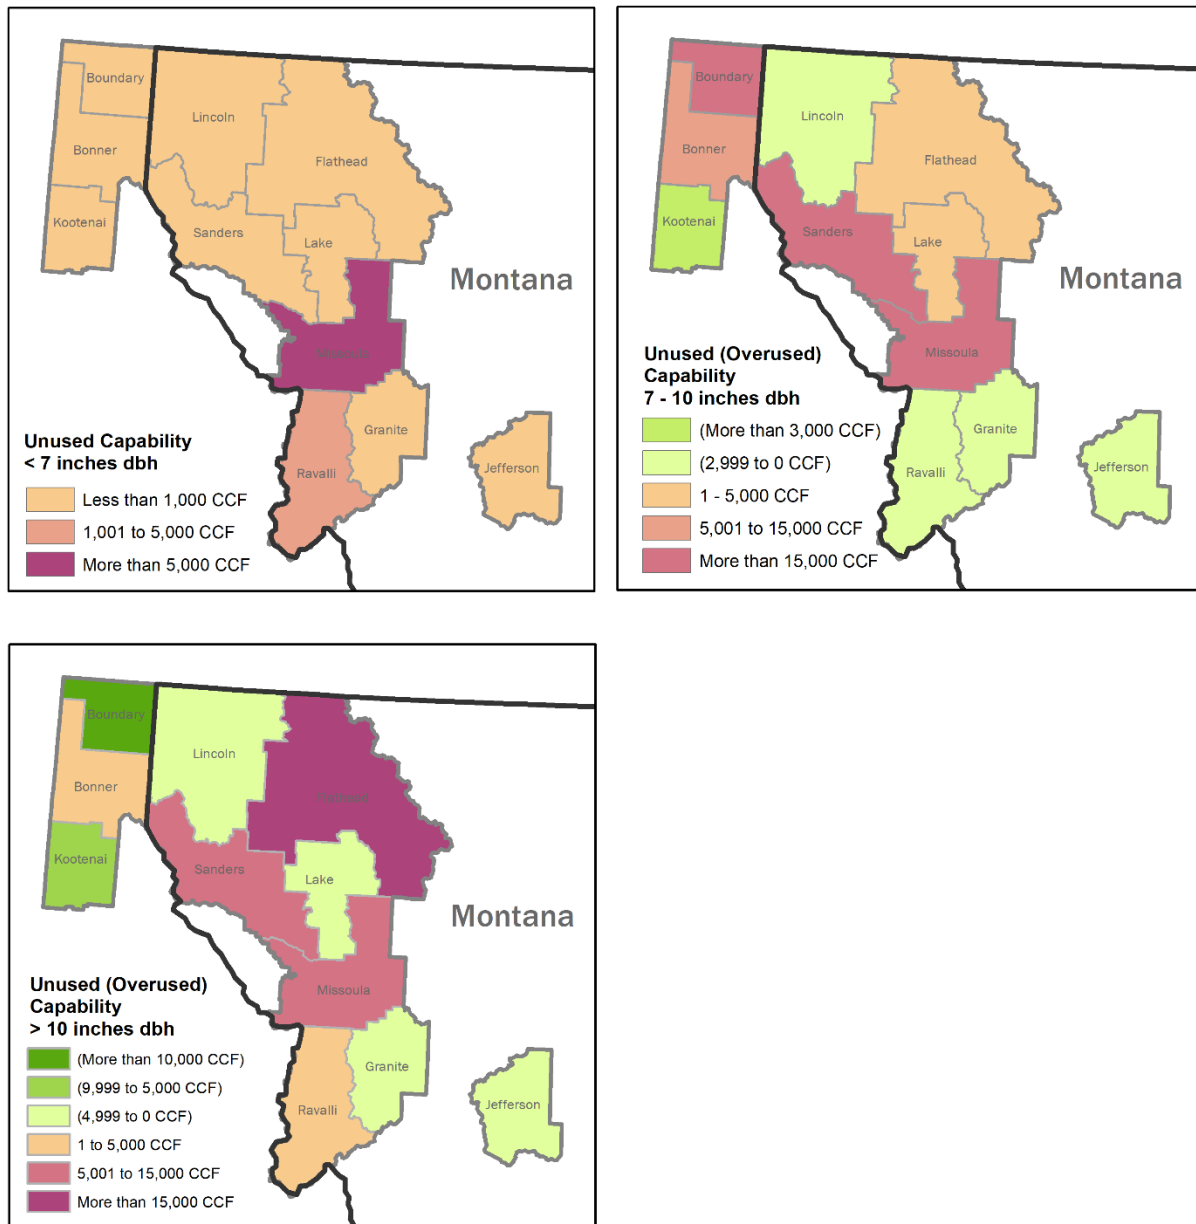 Boundary
Lincoln
Bonner
Flathead
Kootenai
Sanders
Lake
Montana
Missoula
Granite
Ravalli
Jefferson
Unused Capability
< 7 inches dbh
Less than 1,000 CCF
1,001 to 5,000 CCF
More than 5,000 CCF
Boundary
Lincoln
Bonner
Flathead
Kootenai
Sanders
Lake
Montana
Missoula
Granite
Ravalli
Jefferson
Unused (Overused)
Capability
7 - 10 inches dbh
(More than 3,000 CCF)
(2,999 to 0 CCF)
1 - 5,000 CCF
5,001 to 15,000 CCF
More than 15,000 CCF
Boundary
Lincoln
Bonner
Flathead
Kootenai
Sanders
Lake
Montana
Missoula
Granite
Ravalli
Jefferson
Unused (Overused)
Capability
> 10 inches dbh
(More than 10,000 CCF)
(9,999 to 5,000 CCF)
(4,999 to 0 CCF)
1 to 5,000 CCF
5,001 to 15,000 CCF
More than 15,000 CCF